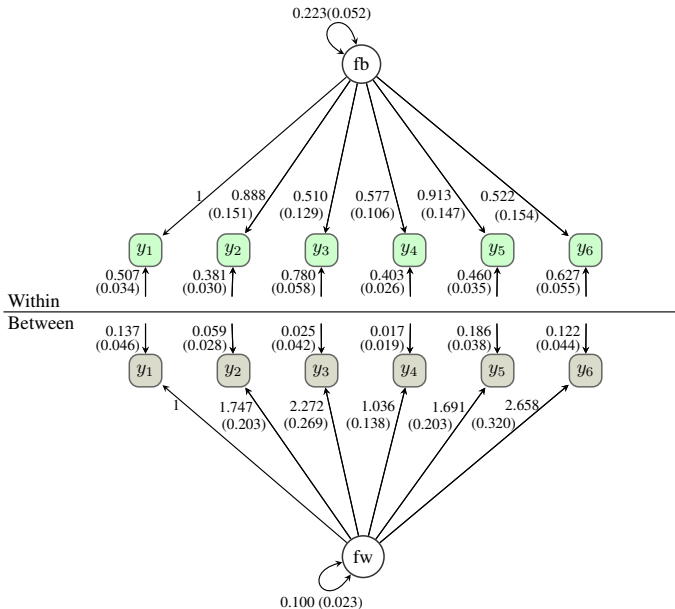 0.223(0.052)
fb
1 0.888 0.510 0.577 0.913 0.522
(0.151) (0.129) (0.106) (0.147) (0.154)
y1 y2 y3 y4 y5 y6
0.507 0.381 0.780 0.403 0.460 0.627
(0.034) (0.030) (0.058) (0.026) (0.035) (0.055)
Within
Between
0.137 0.059 0.025 0.017 0.186 0.122
(0.046) (0.028) (0.042) (0.019) (0.038) (0.044)
y1 y2 y3 y4 y5 y6
1 1.747 2.272 1.036 1.691 2.658
(0.203) (0.269) (0.138) (0.203) (0.320)
fw
0.100 (0.023)